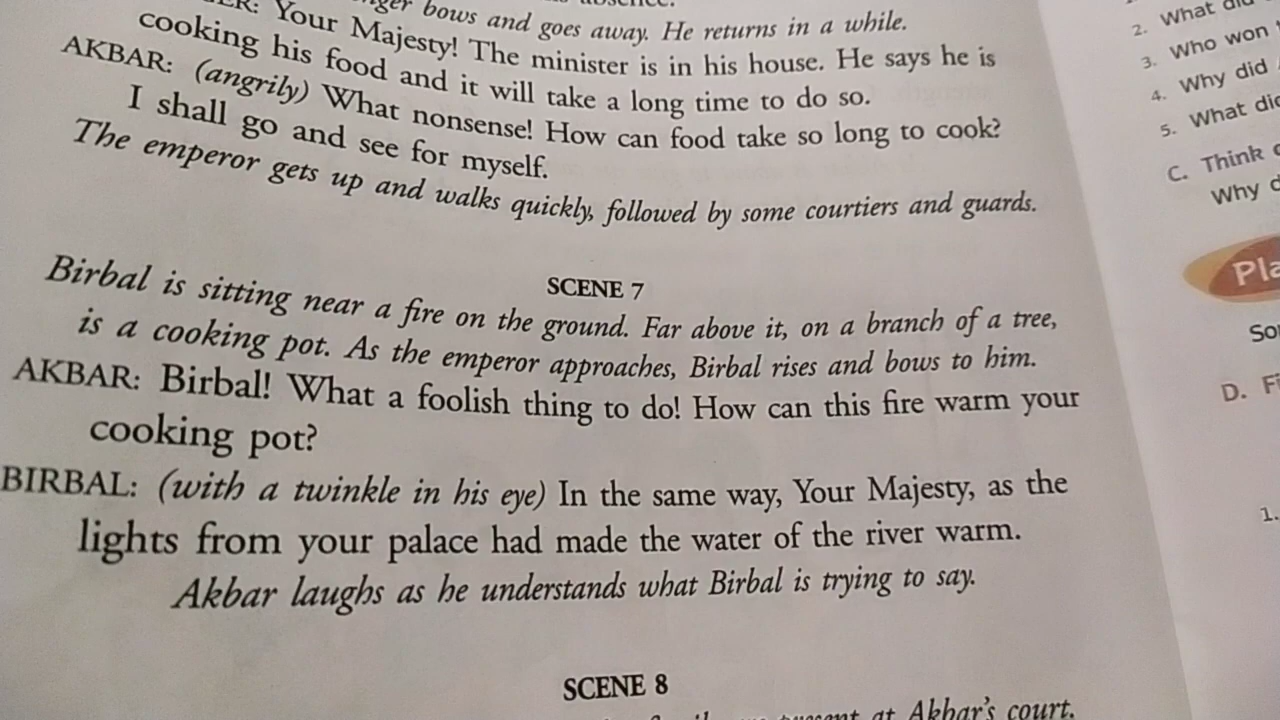 bows and goes away. He returns in a while.
Your Majesty! The minister is in his house. He says he is
cooking his food and it will take a long time to do so.
AKBAR: (angrily) What nonsense! How can food take so long to cook?
I shall go and see for myself.
The emperor gets up and walks quickly, followed by some courtiers and guards.
SCENE 7
Birbal is sitting near a fire on the ground. Far above it, on a branch of a tree,
is a cooking pot. As the emperor approaches, Birbal rises and bows to him.
AKBAR: Birbal! What a foolish thing to do! How can this fire warm your
cooking pot?
BIRBAL: (with a twinkle in his eye) In the same way, Your Majesty, as the
lights from your palace had made the water of the river warm.
Akbar laughs as he understands what Birbal is trying to say.
SCENE 8
at Akbar's court.
2. What did
3. Who won
4. Why did
5. What did
C. Think
Why
D.
1.